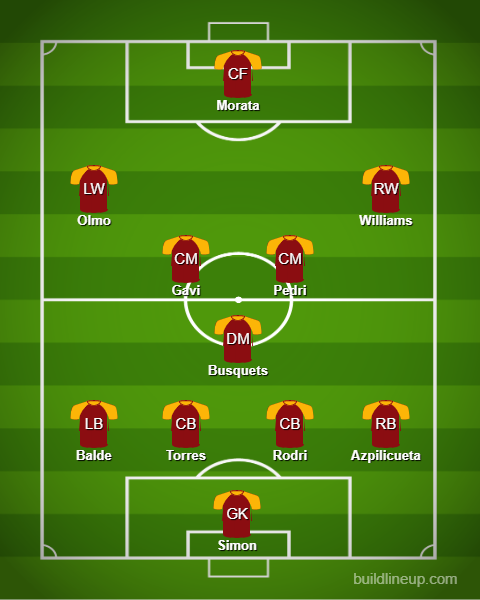 CF
Morata
LW
RW
Olmo
Williams
CM
CM
Gavi
Pedri
DM
Busquets
LB
CB
CB
RB
Balde
Torres
Rodri
Azpilicueta
GK
Simon
buildlineup.com